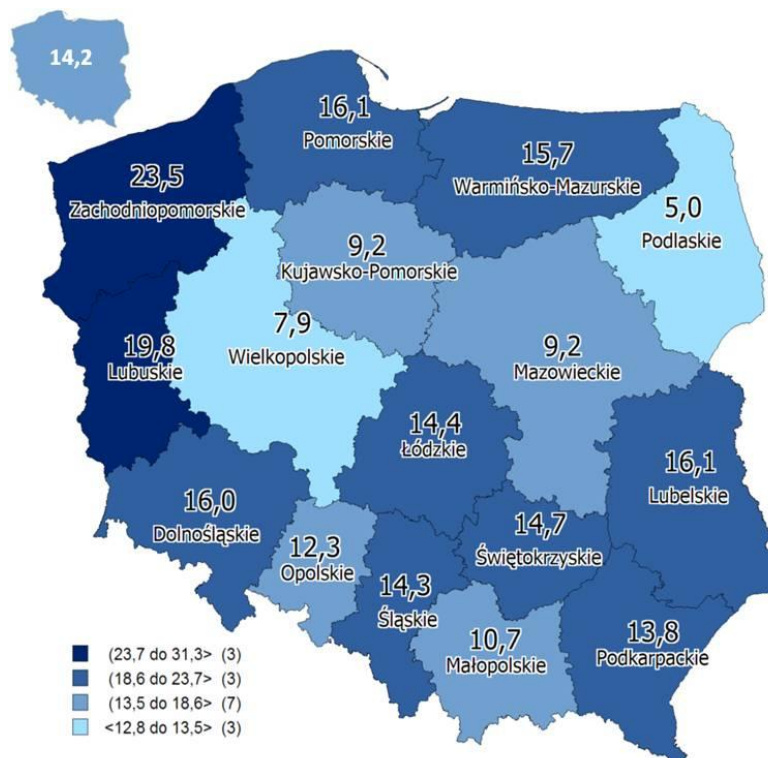 14,2
16,1
Pomorskie
15,7
Warmińsko-Mazurskie
23,5
Zachodniopomorskie
5,0
Podlaskie
9,2
Kujawsko-Pomorskie
7,9
Wielkopolskie
19,8
Lubuskie
9,2
Mazowieckie
14,4
Łódzkie
16,1
Lubelskie
16,0
Dolnośląskie
14,7
Świętokrzyskie
12,3
Opolskie
14,3
Śląskie
10,7
Małopolskie
13,8
Podkarpackie
(23,7 do 31,3> (3)
(18,6 do 23,7> (3)
(13,5 do 18,6> (7)
<12,8 do 13,5> (3)